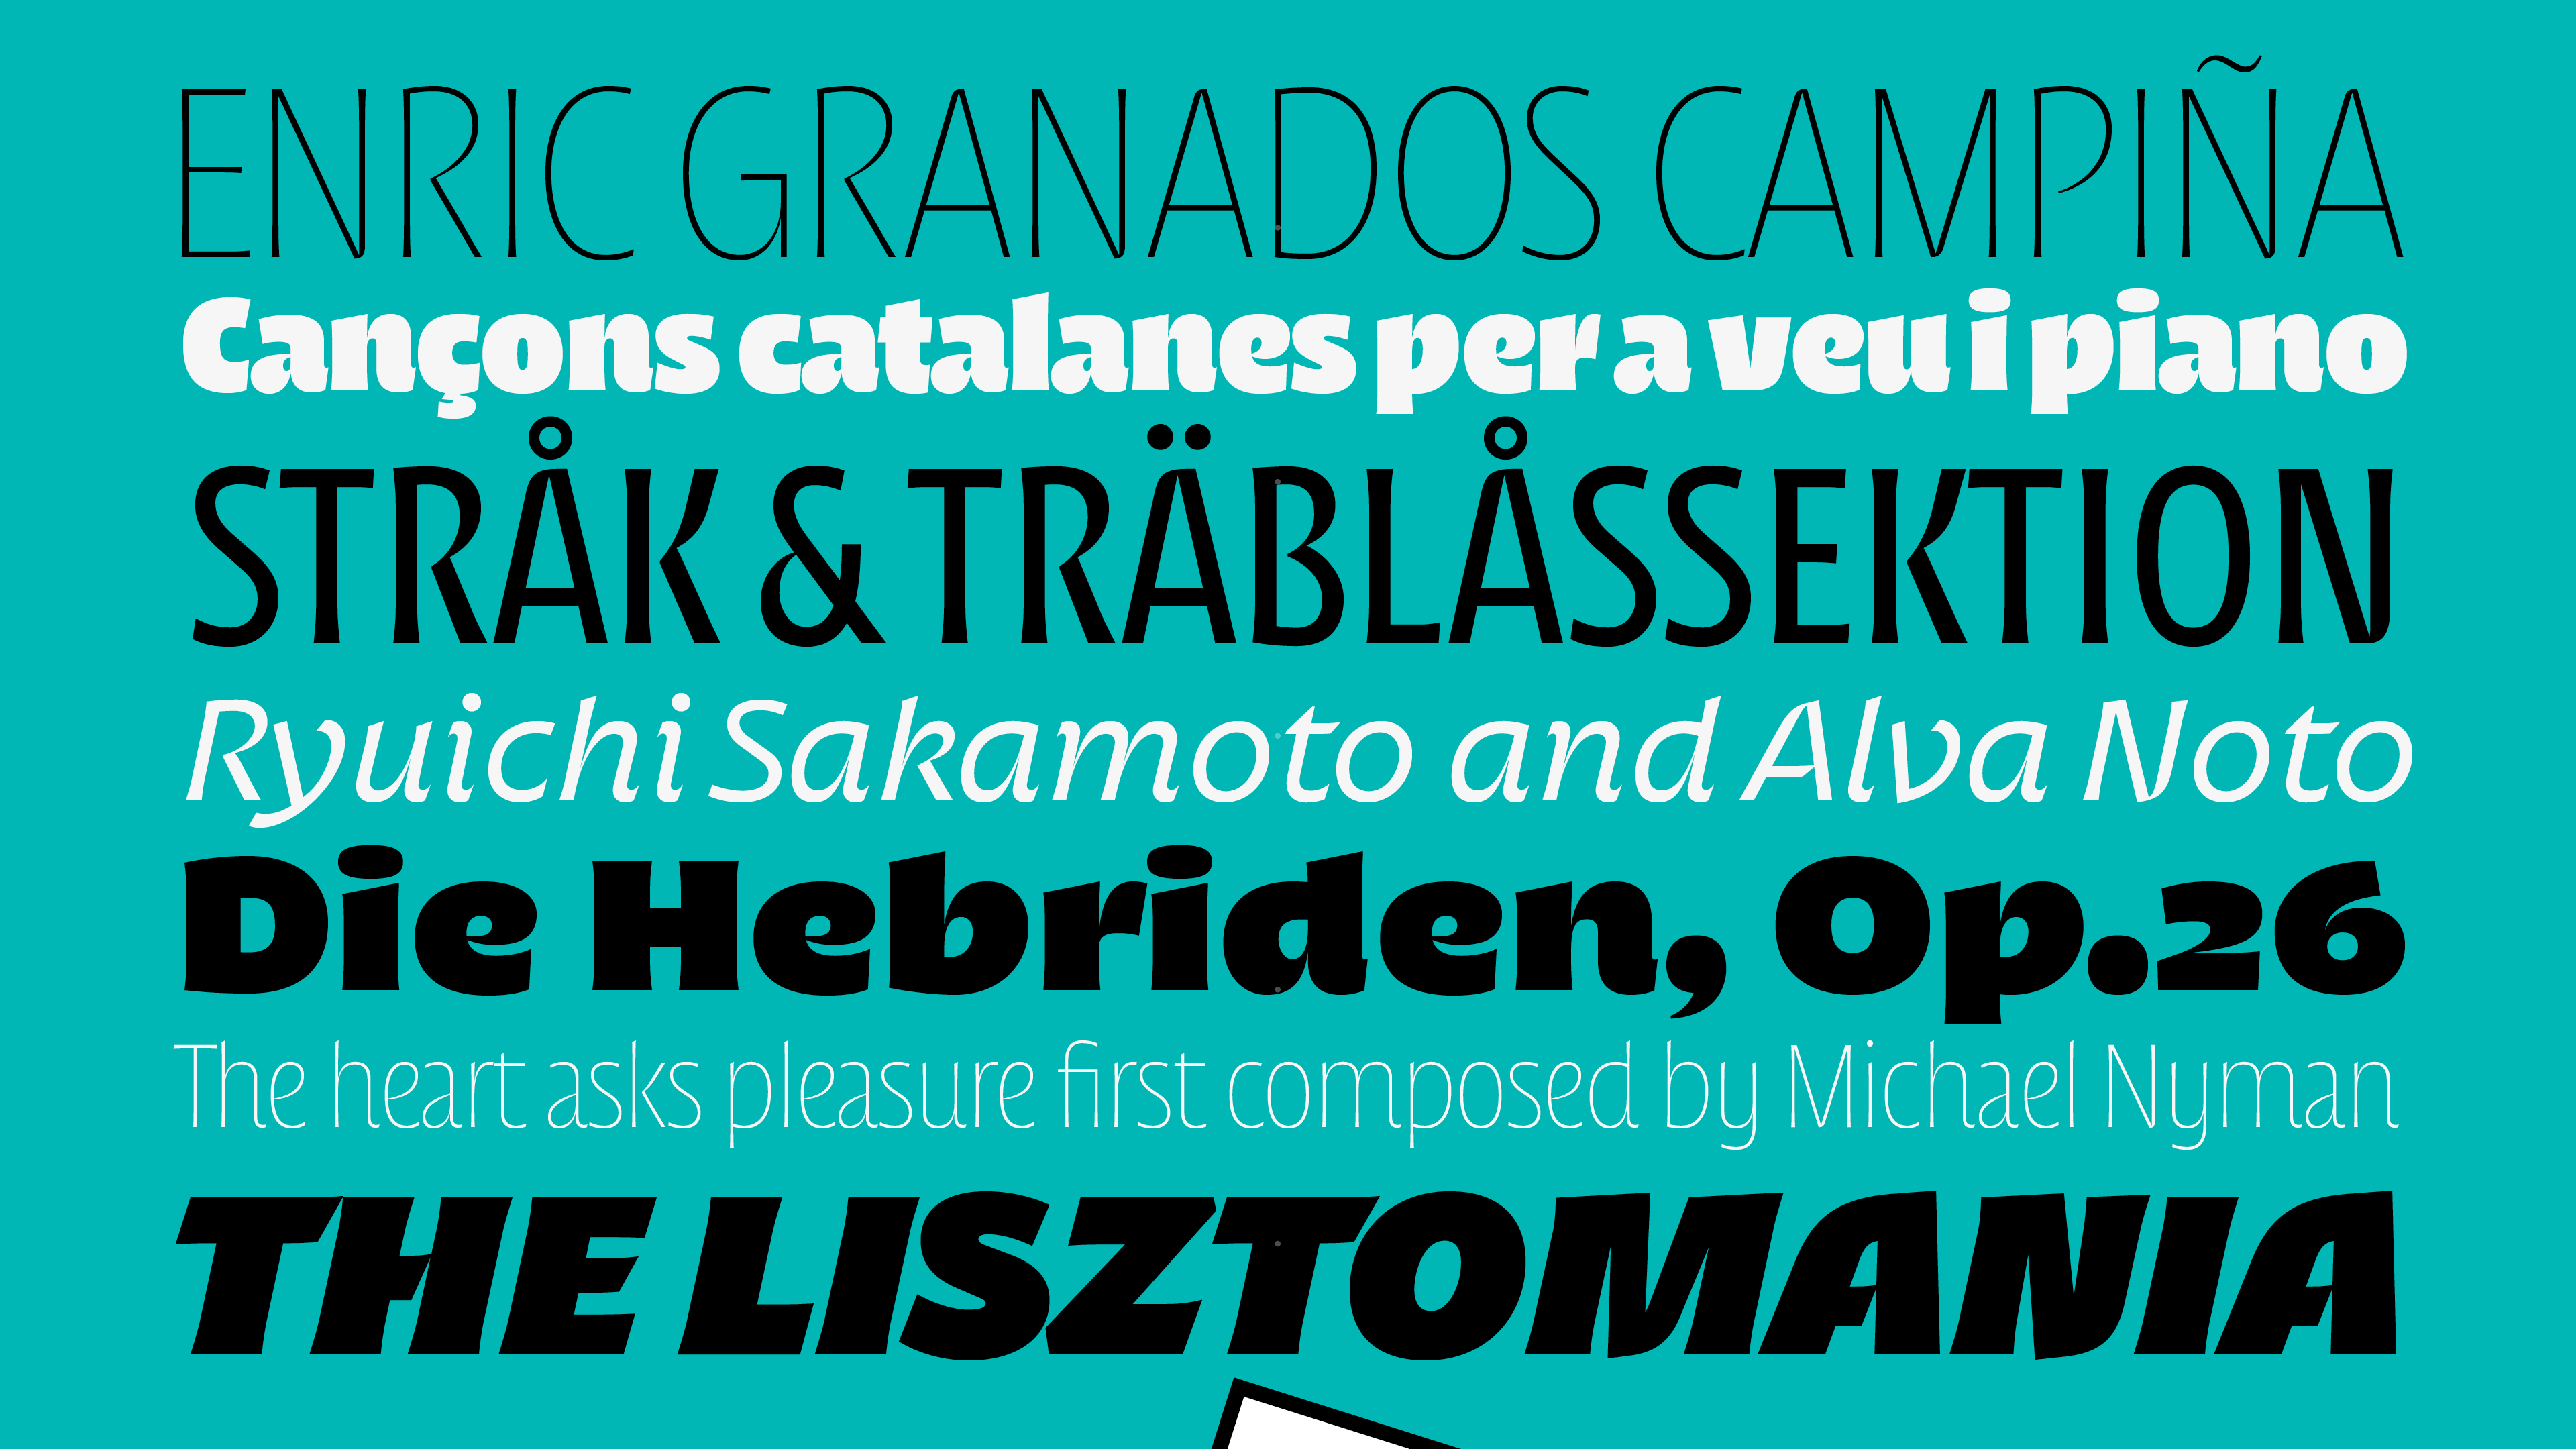 ENRIC GRANADOS CAMPIÑA
Cançons catalanes per a veu i piano
STRÅK & TRÄBLÅSSEKTION
Ryuichi Sakamoto and Alva Noto
Die Hebriden, Op.26
The heart asks pleasure first composed by Michael Nyman
THE LISZTOMANIA